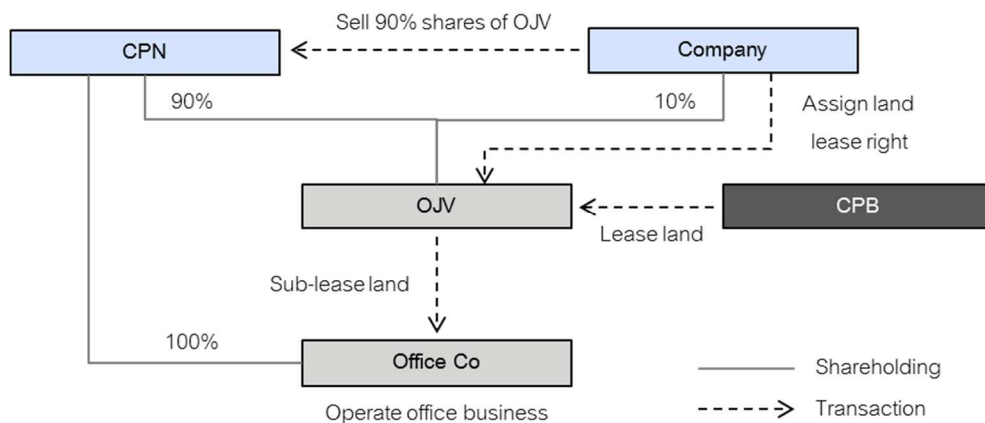 Sell 90% shares of OJV
CPN
Company
90%
10%
Assign land
lease right
OJV
CPB
Lease land
Sub-lease land
100%
Office Co
Operate office business
Shareholding
Transaction